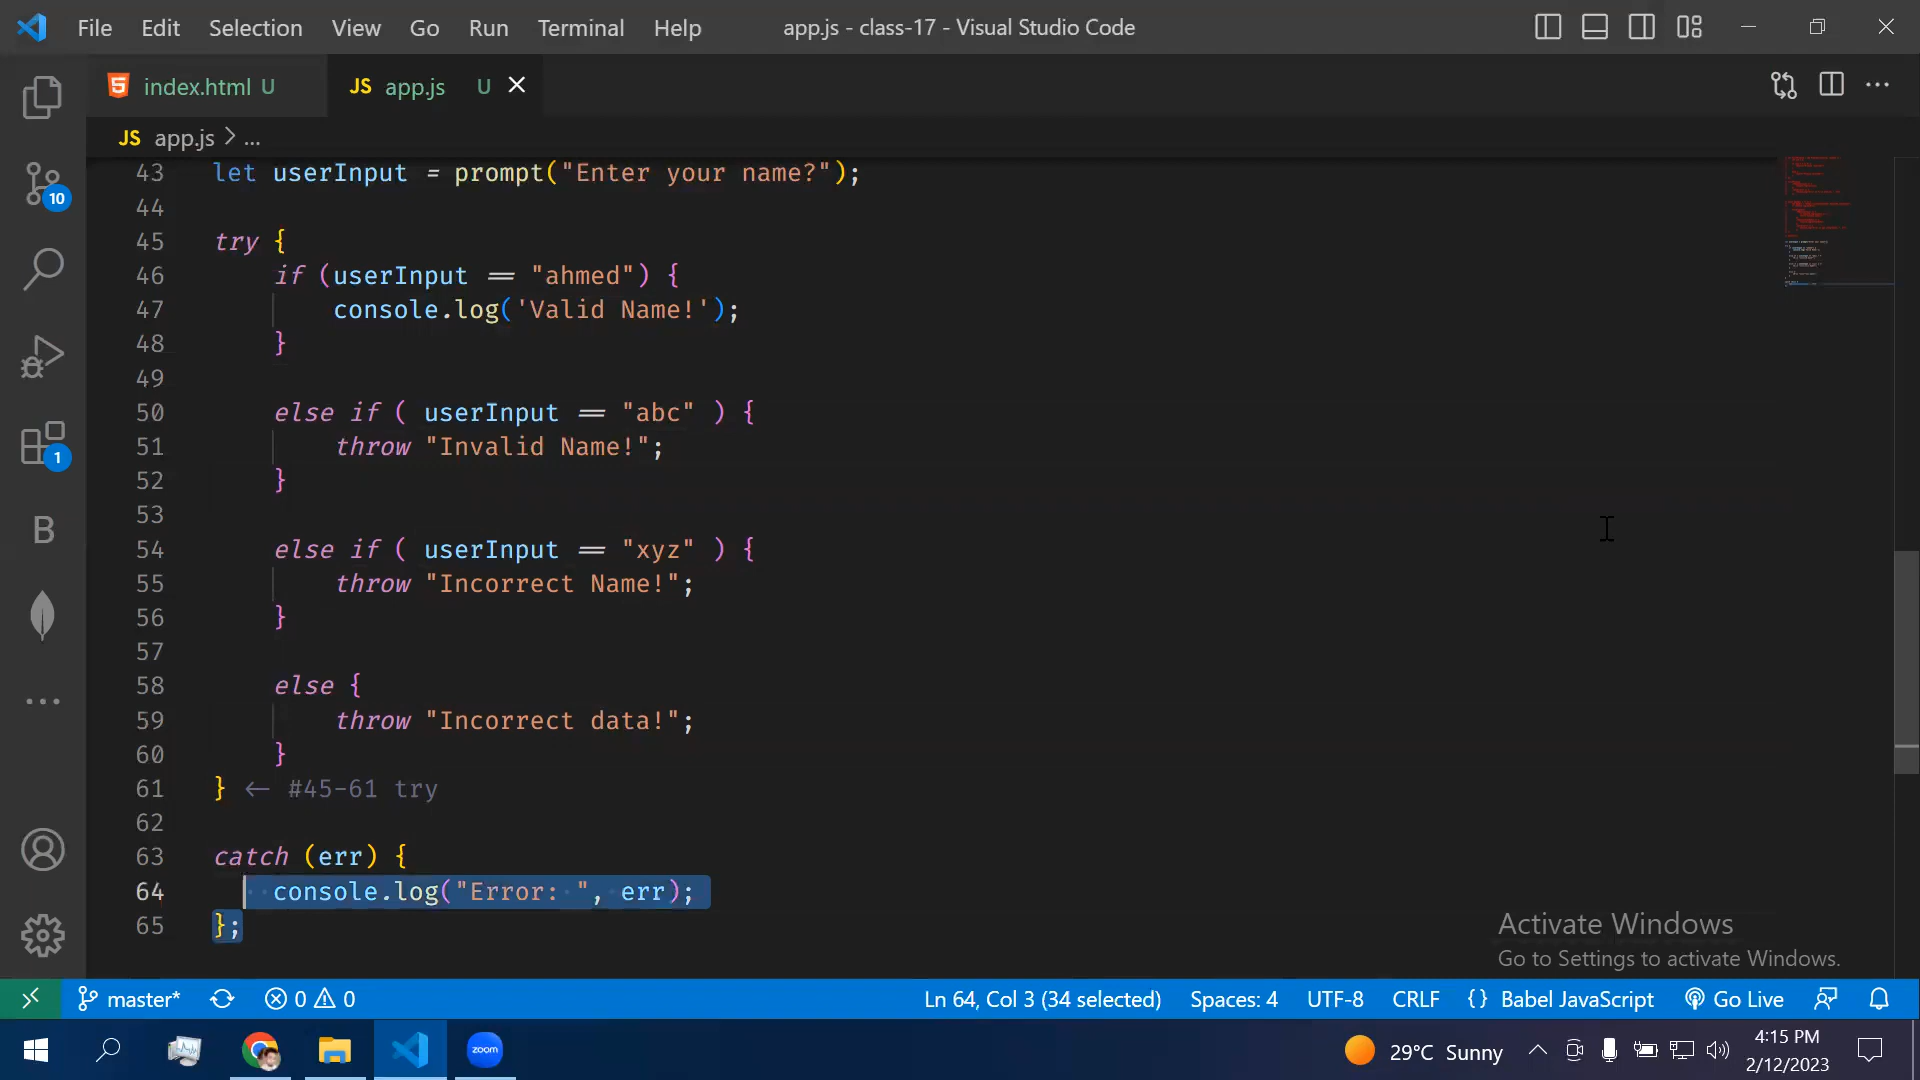 File Edit Selection View Go Run Terminal Help app.js - class-17 - Visual Studio Code
index.html U JS app.js U
JS app.js > ...
43 let userInput = prompt("Enter your name?");
44
45 try {
46 if (userInput == "ahmed") {
47 console.log('Valid Name!');
48 }
49
50 else if ( userInput == "abc" ) {
51 throw "Invalid Name!";
52 }
53
54 else if ( userInput == "xyz" ) {
55 throw "Incorrect Name!";
56 }
57
58 else {
59 throw "Incorrect data!";
60 }
61 } ← #45-61 try
62
63 catch (err) {
64 console.log("Error: ", err);
65 };
10
1
B
Activate Windows
Go to Settings to activate Windows.
master* 0 0 Ln 64, Col 3 (34 selected) Spaces: 4 UTF-8 CRLF {} Babel JavaScript Go Live
zoom 29°C Sunny 4:15 PM
2/12/2023